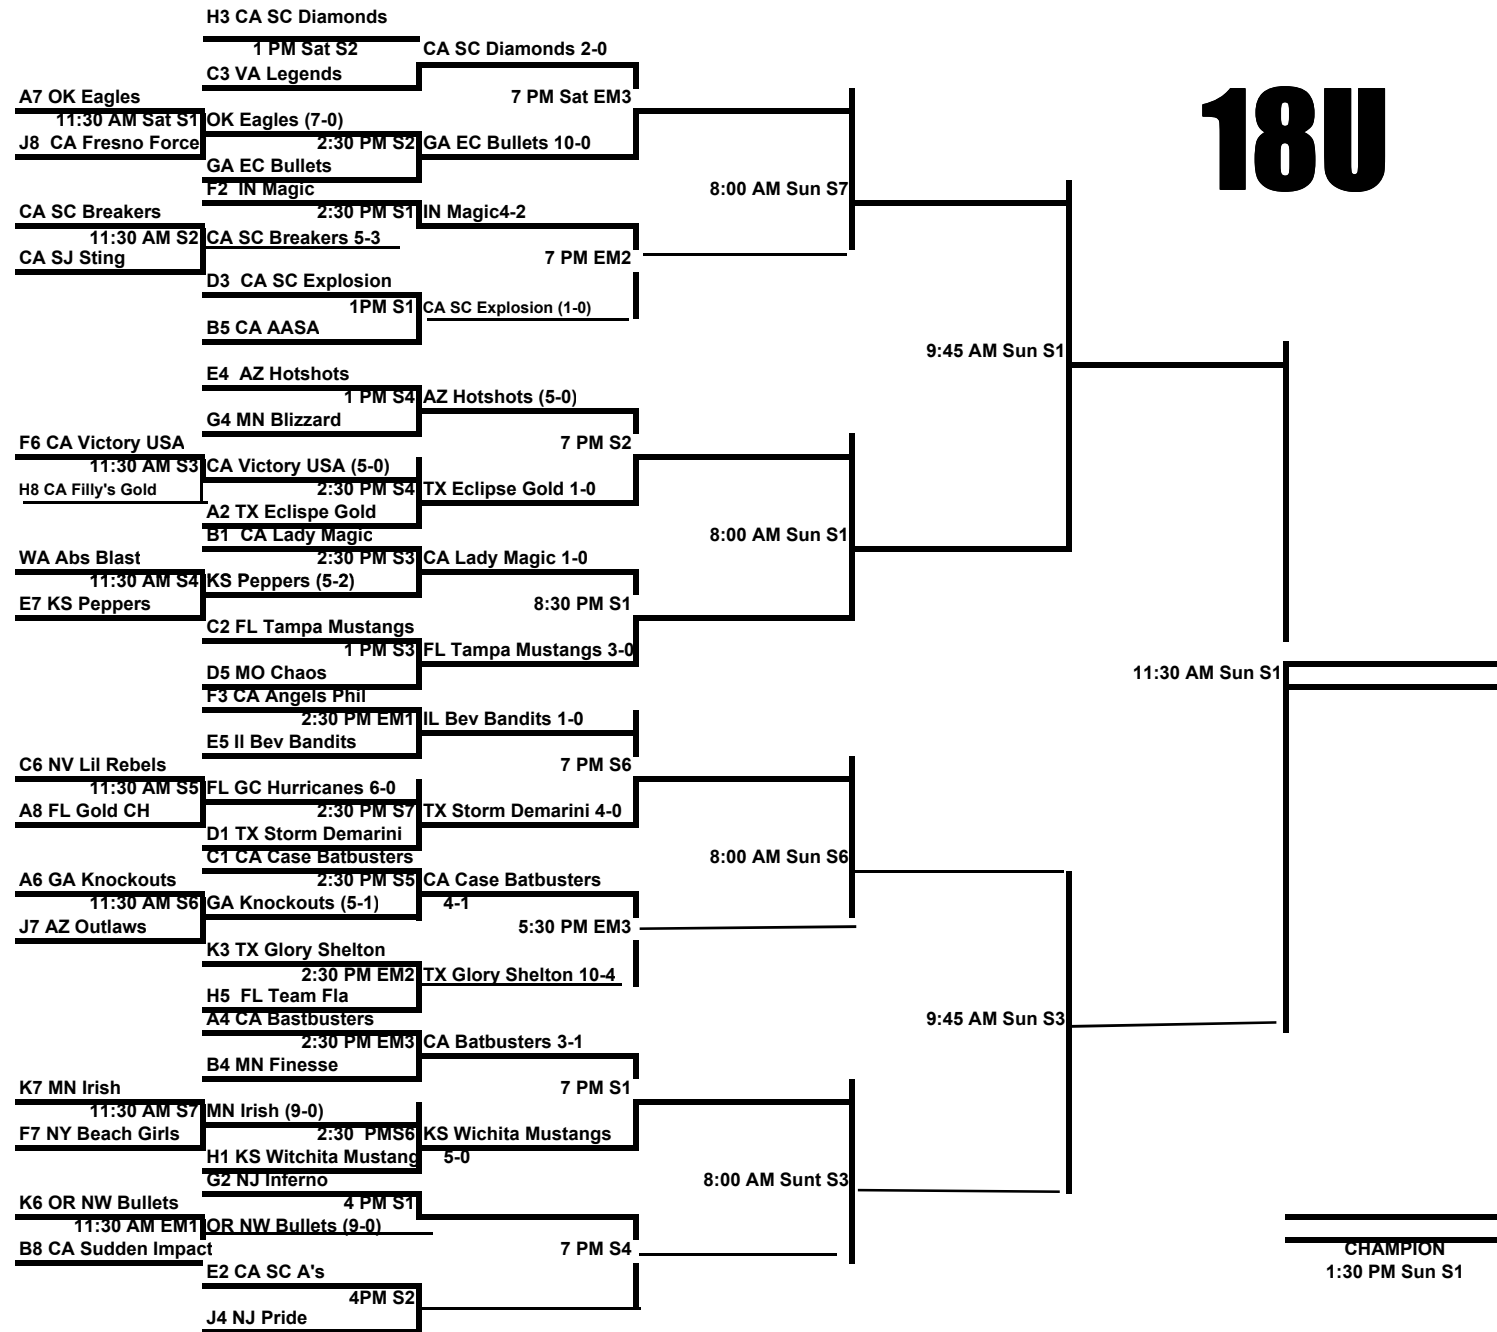 H3 CA SC Diamonds
1 PM Sat S2
CA SC Diamonds 2-0
C3 VA Legends
18U
A7 OK Eagles
7 PM Sat EM3
11:30 AM Sat S1
OK Eagles (7-0)
J8 CA Fresno Force
2:30 PM S2
GA EC Bullets 10-0
GA EC Bullets
F2 IN Magic
8:00 AM Sun S7
CA SC Breakers
2:30 PM S1
IN Magic4-2
11:30 AM S2
CA SC Breakers 5-3
CA SJ Sting
7 PM EM2
D3 CA SC Explosion
1PM S1
CA SC Explosion (1-0)
B5 CA AASA
9:45 AM Sun S1
E4 AZ Hotshots
1 PM S4
AZ Hotshots (5-0)
G4 MN Blizzard
F6 CA Victory USA
7 PM S2
11:30 AM S3
CA Victory USA (5-0)
H8 CA Filly's Gold
2:30 PM S4
TX Eclipse Gold 1-0
A2 TX Eclispe Gold
B1 CA Lady Magic
8:00 AM Sun S1
WA Abs Blast
2:30 PM S3
CA Lady Magic 1-0
11:30 AM S4
KS Peppers (5-2)
E7 KS Peppers
8:30 PM S1
C2 FL Tampa Mustangs
1 PM S3
FL Tampa Mustangs 3-0
D5 MO Chaos
11:30 AM Sun S1
F3 CA Angels Phil
2:30 PM EM1
IL Bev Bandits 1-0
E5 Il Bev Bandits
C6 NV Lil Rebels
7 PM S6
11:30 AM S5
FL GC Hurricanes 6-0
A8 FL Gold CH
2:30 PM S7
TX Storm Demarini 4-0
D1 TX Storm Demarini
C1 CA Case Batbusters
8:00 AM Sun S6
A6 GA Knockouts
2:30 PM S5
CA Case Batbusters
11:30 AM S6
GA Knockouts (5-1)
4-1
J7 AZ Outlaws
5:30 PM EM3
K3 TX Glory Shelton
2:30 PM EM2
TX Glory Shelton 10-4
H5 FL Team Fla
A4 CA Bastbusters
9:45 AM Sun S3
2:30 PM EM3
CA Batbusters 3-1
B4 MN Finesse
K7 MN Irish
7 PM S1
11:30 AM S7
MN Irish (9-0)
F7 NY Beach Girls
2:30 PMS6
KS Wichita Mustangs
H1 KS Witchita Mustang
5-0
G2 NJ Inferno
8:00 AM Sunt S3
K6 OR NW Bullets
4 PM S1
11:30 AM EM1
OR NW Bullets (9-0)
B8 CA Sudden Impact
7 PM S4
CHAMPION
E2 CA SC A's
1:30 PM Sun S1
4PM S2
J4 NJ Pride